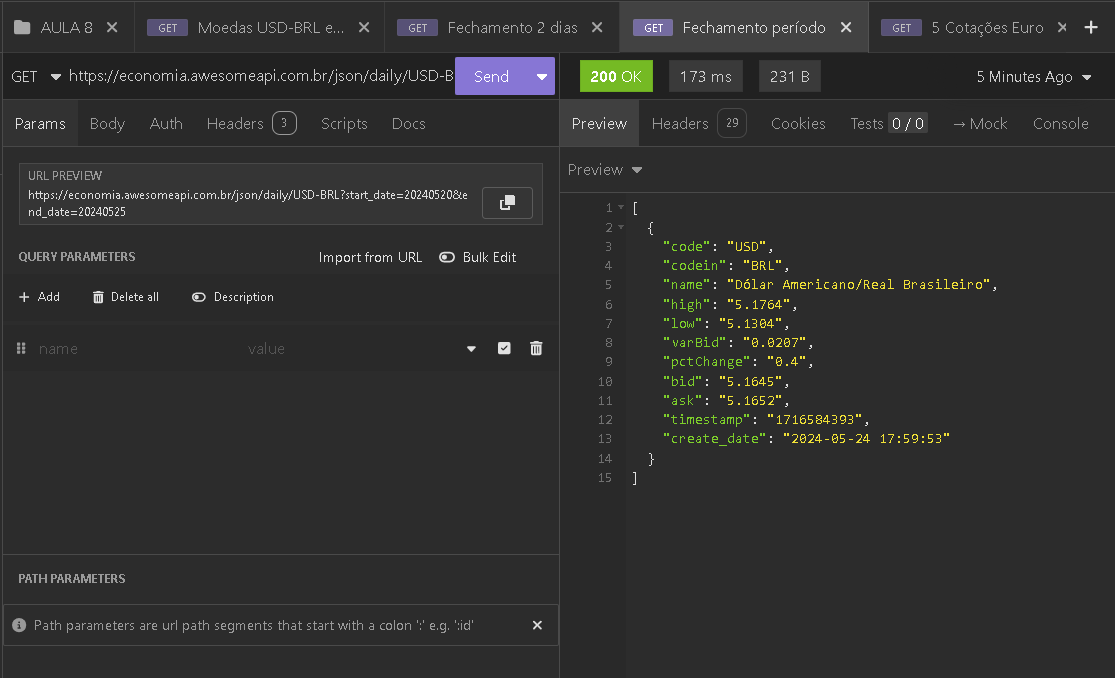 AULA 8
GET Moedas USD-BRL e...
GET Fechamento 2 dias
GET Fechamento período
GET 5 Cotações Euro
GET https://economia.awesomeapi.com.br/json/daily/USD-B Send
200 OK 173 ms 231 B 5 Minutes Ago
Params Body Auth Headers 3 Scripts Docs
Preview Headers 29 Cookies Tests 0 / 0 → Mock Console
URL PREVIEW
https://economia.awesomeapi.com.br/json/daily/USD-BRL?start_date=20240520&e
nd_date=20240525
QUERY PARAMETERS Import from URL Bulk Edit
Add Delete all Description
name value
PATH PARAMETERS
Path parameters are url path segments that start with a colon ':' e.g. ':id'
Preview
1 [
2 {
3 "code": "USD",
4 "codein": "BRL",
5 "name": "Dólar Americano/Real Brasileiro",
6 "high": "5.1764",
7 "low": "5.1304",
8 "varBid": "0.0207",
9 "pctChange": "0.4",
10 "bid": "5.1645",
11 "ask": "5.1652",
12 "timestamp": "1716584393",
13 "create_date": "2024-05-24 17:59:53"
14 }
15 ]